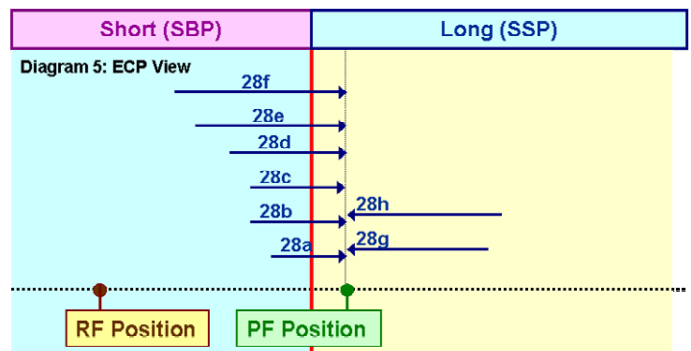 Short (SBP) Long (SSP)
Diagram 5: ECP View
28f
28e
28d
28c
28b 28h
28a 28g
RF Position PF Position